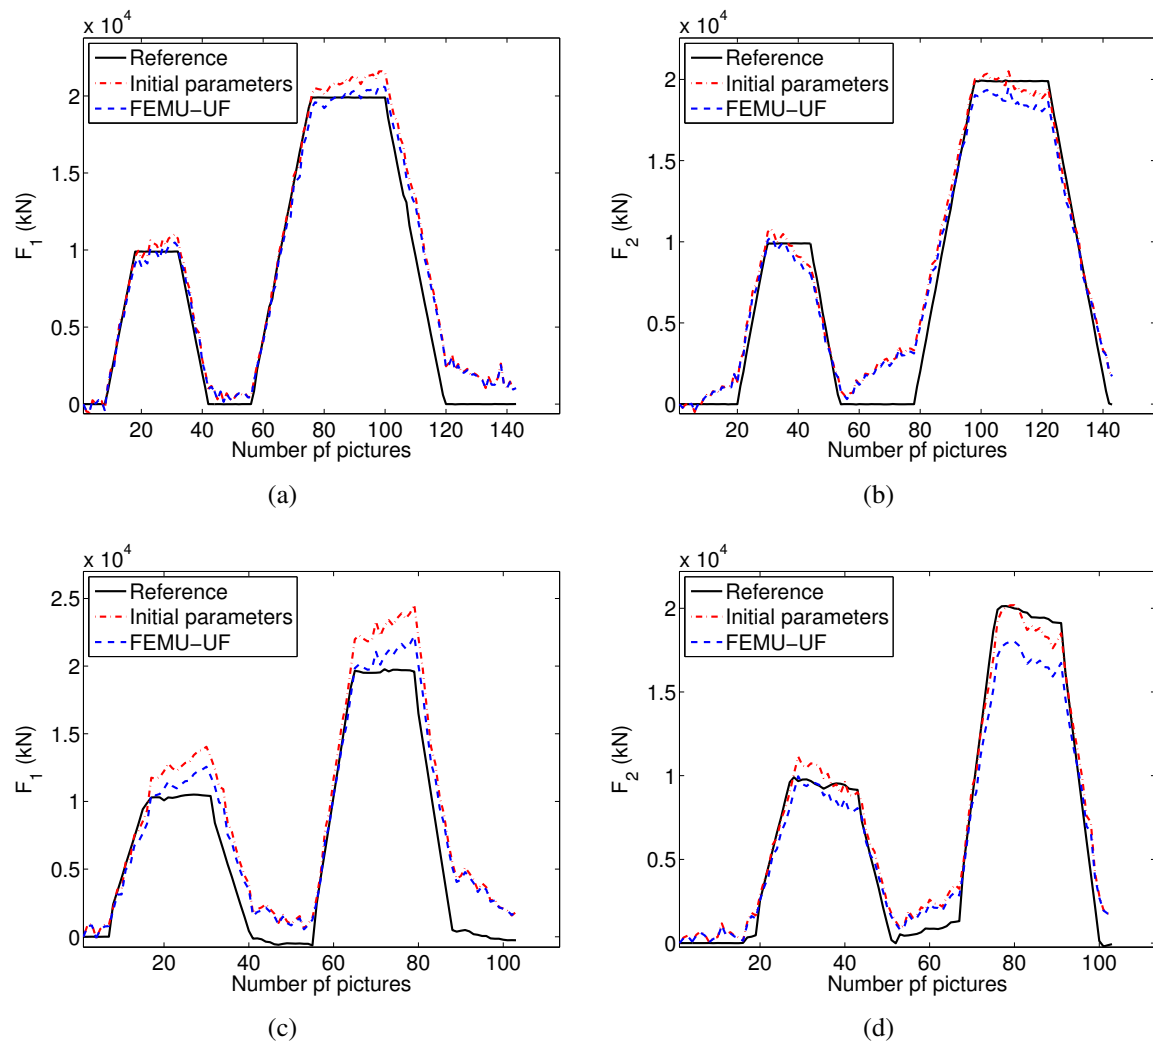 x 10^4
Reference
Initial parameters
FEMU-UF
F_1 (kN)
2
1.5
1
0.5
0
20 40 60 80 100 120 140
Number pf pictures
(a)
x 10^4
Reference
Initial parameters
FEMU-UF
F_2 (kN)
2
1.5
1
0.5
0
20 40 60 80 100 120 140
Number pf pictures
(b)
x 10^4
Reference
Initial parameters
FEMU-UF
F_1 (kN)
2.5
2
1.5
1
0.5
0
20 40 60 80 100
Number pf pictures
(c)
x 10^4
Reference
Initial parameters
FEMU-UF
F_2 (kN)
2
1.5
1
0.5
0
20 40 60 80 100
Number pf pictures
(d)